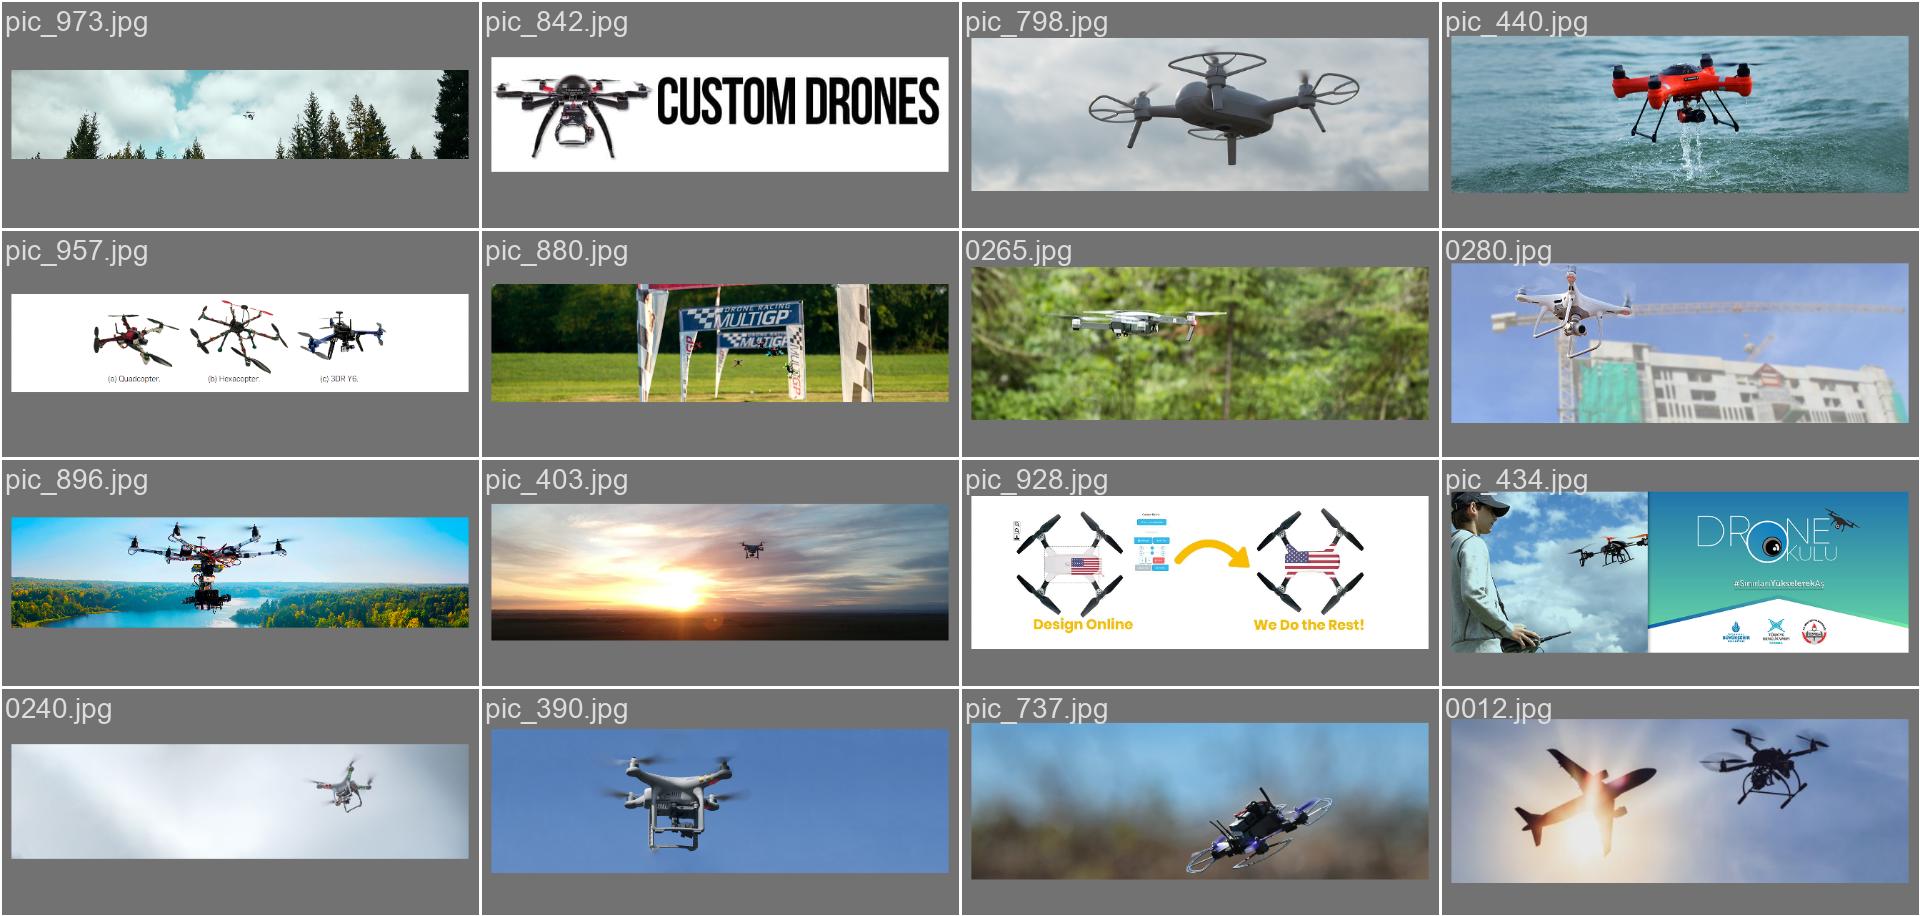 pic_973.jpg
pic_842.jpg
CUSTOM DRONES
pic_798.jpg
pic_440.jpg
pic_957.jpg
(a) Quadcopter.
(b) Hexacopter.
(c) 3DR Y6.
pic_880.jpg
DRONE RACING
MULTIGP
MULTIGP
0265.jpg
0280.jpg
pic_896.jpg
pic_403.jpg
pic_928.jpg
Design Online
We Do the Rest!
pic_434.jpg
DRONE
OKULU
#SınırlarıYükselerekAş
0240.jpg
pic_390.jpg
pic_737.jpg
0012.jpg